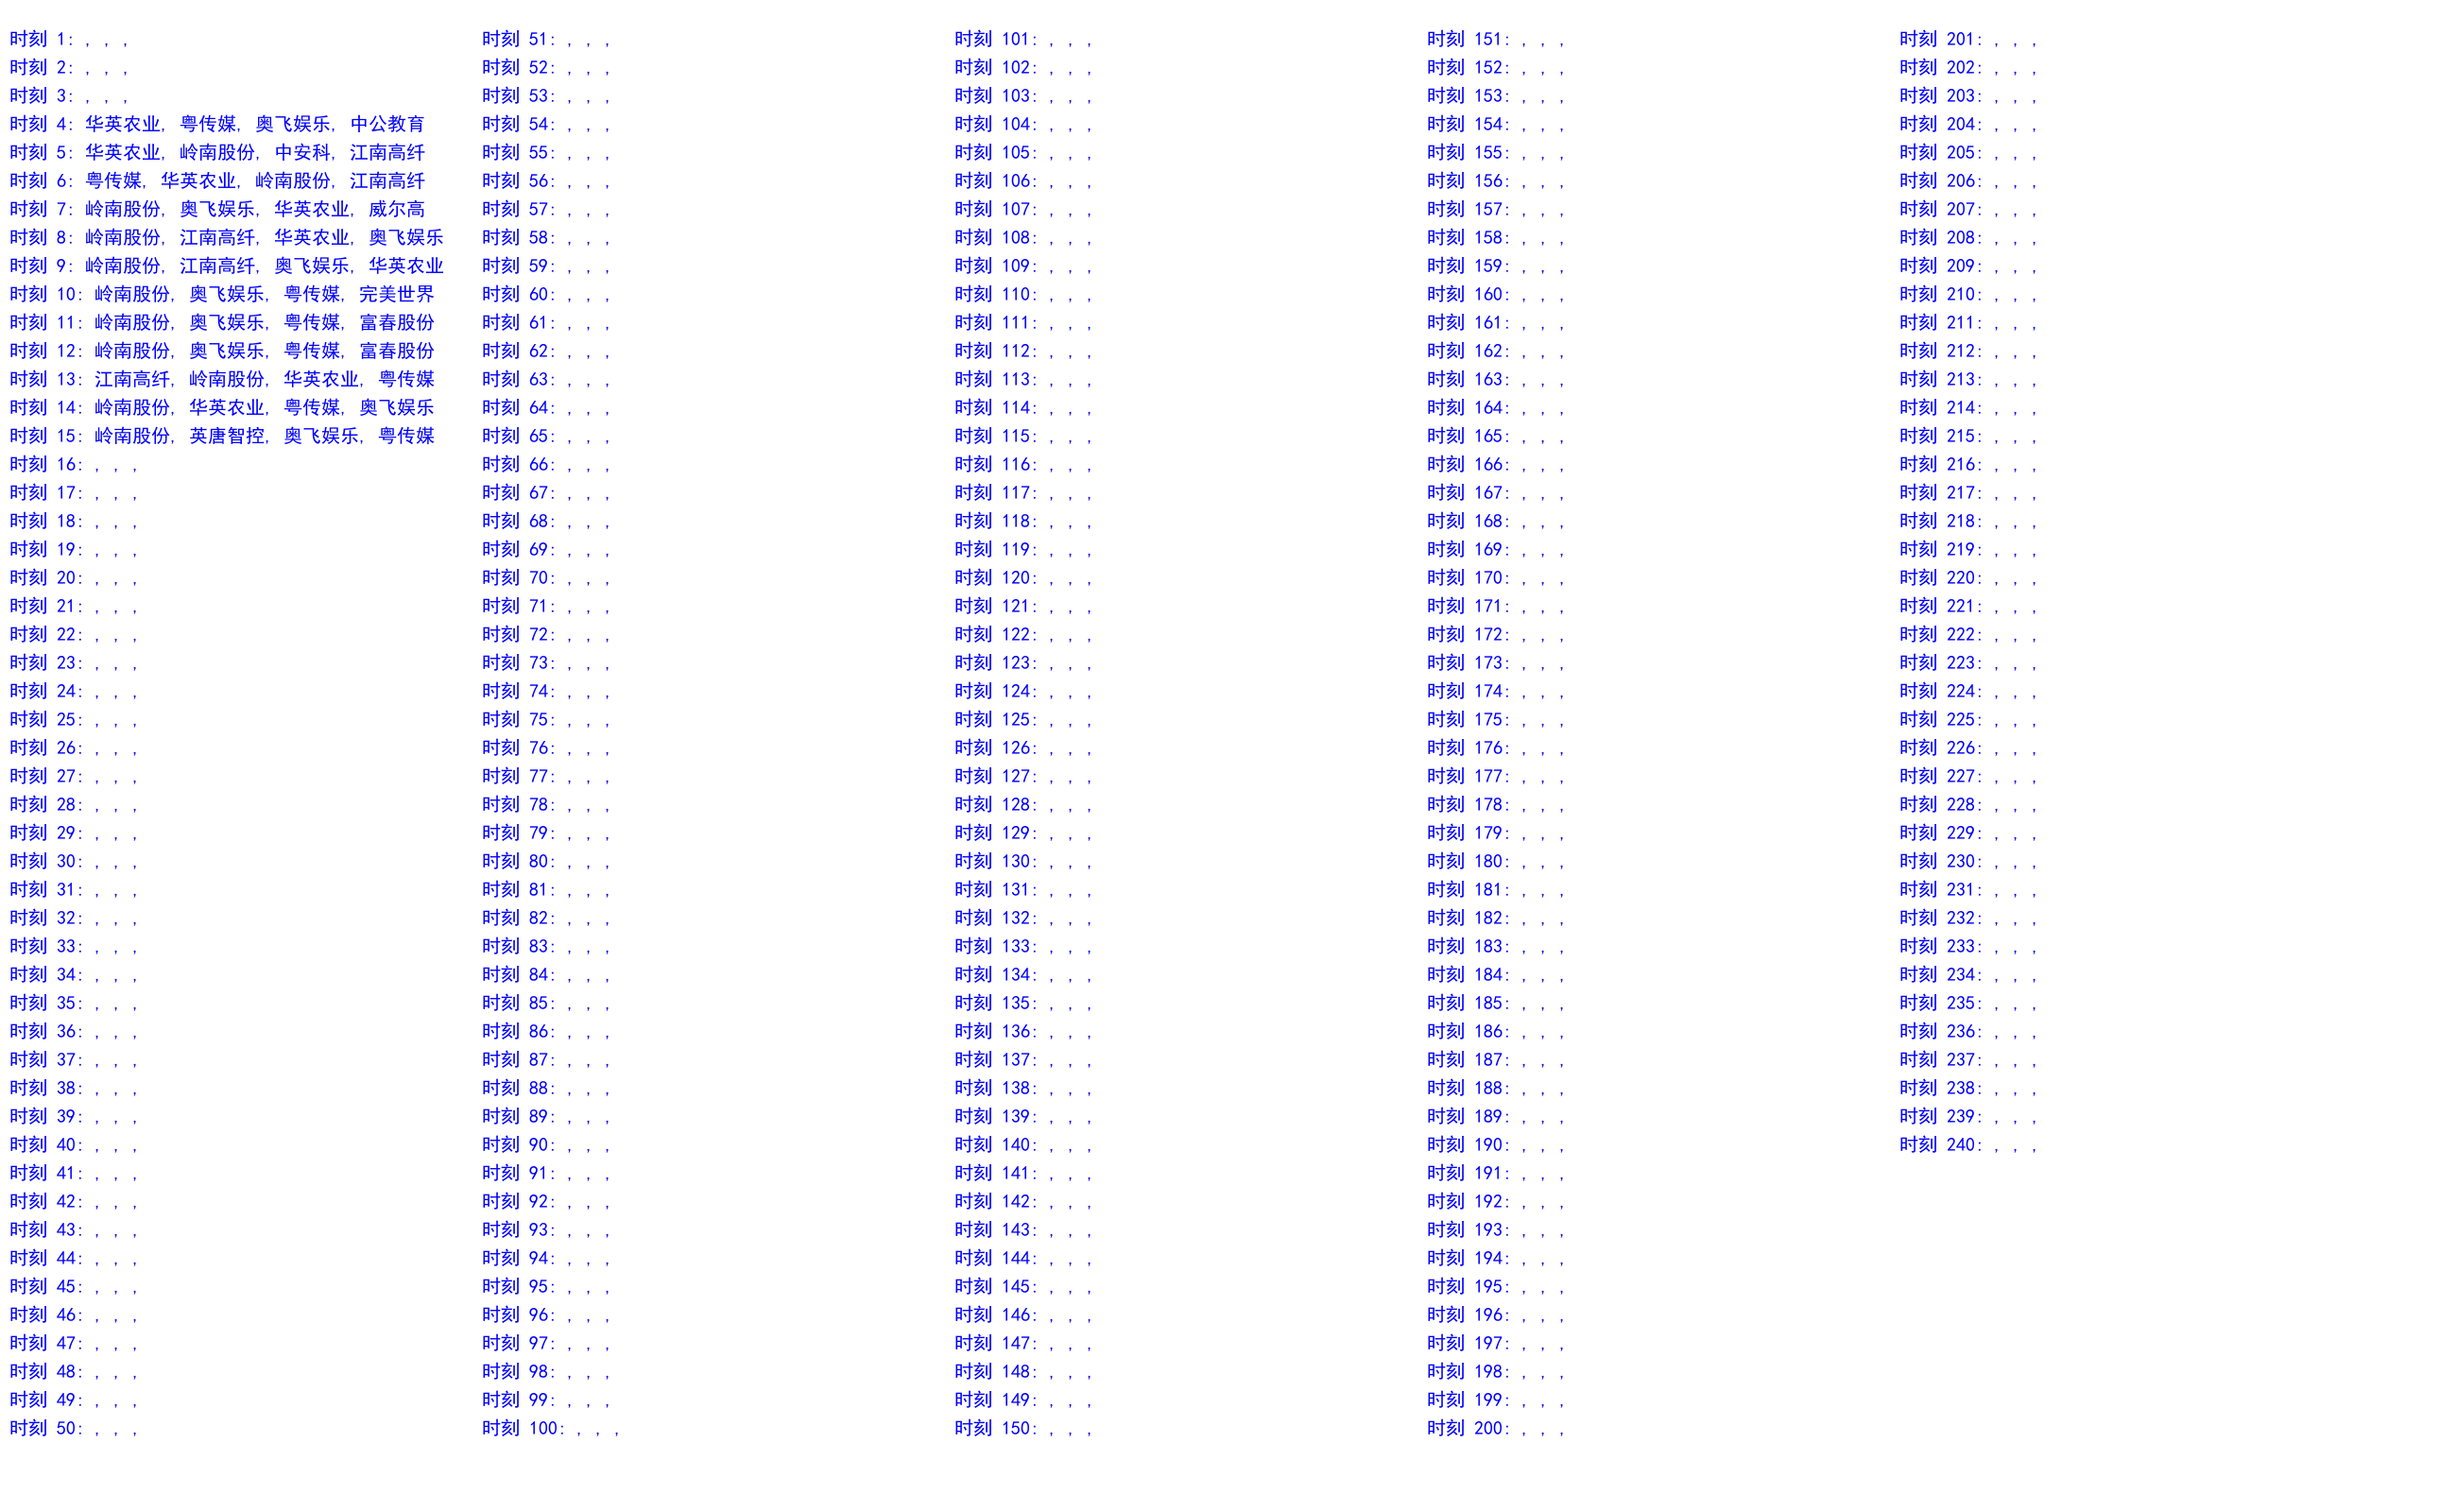 时刻 1: , , ,
时刻 2: , , ,
时刻 3: , , ,
时刻 4: 华英农业, 粤传媒, 奥飞娱乐, 中公教育
时刻 5: 华英农业, 岭南股份, 中安科, 江南高纤
时刻 6: 粤传媒, 华英农业, 岭南股份, 江南高纤
时刻 7: 岭南股份, 奥飞娱乐, 华英农业, 威尔高
时刻 8: 岭南股份, 江南高纤, 华英农业, 奥飞娱乐
时刻 9: 岭南股份, 江南高纤, 奥飞娱乐, 华英农业
时刻 10: 岭南股份, 奥飞娱乐, 粤传媒, 完美世界
时刻 11: 岭南股份, 奥飞娱乐, 粤传媒, 富春股份
时刻 12: 岭南股份, 奥飞娱乐, 粤传媒, 富春股份
时刻 13: 江南高纤, 岭南股份, 华英农业, 粤传媒
时刻 14: 岭南股份, 华英农业, 粤传媒, 奥飞娱乐
时刻 15: 岭南股份, 英唐智控, 奥飞娱乐, 粤传媒
时刻 16: , , ,
时刻 17: , , ,
时刻 18: , , ,
时刻 19: , , ,
时刻 20: , , ,
时刻 21: , , ,
时刻 22: , , ,
时刻 23: , , ,
时刻 24: , , ,
时刻 25: , , ,
时刻 26: , , ,
时刻 27: , , ,
时刻 28: , , ,
时刻 29: , , ,
时刻 30: , , ,
时刻 31: , , ,
时刻 32: , , ,
时刻 33: , , ,
时刻 34: , , ,
时刻 35: , , ,
时刻 36: , , ,
时刻 37: , , ,
时刻 38: , , ,
时刻 39: , , ,
时刻 40: , , ,
时刻 41: , , ,
时刻 42: , , ,
时刻 43: , , ,
时刻 44: , , ,
时刻 45: , , ,
时刻 46: , , ,
时刻 47: , , ,
时刻 48: , , ,
时刻 49: , , ,
时刻 50: , , ,
时刻 51: , , ,
时刻 52: , , ,
时刻 53: , , ,
时刻 54: , , ,
时刻 55: , , ,
时刻 56: , , ,
时刻 57: , , ,
时刻 58: , , ,
时刻 59: , , ,
时刻 60: , , ,
时刻 61: , , ,
时刻 62: , , ,
时刻 63: , , ,
时刻 64: , , ,
时刻 65: , , ,
时刻 66: , , ,
时刻 67: , , ,
时刻 68: , , ,
时刻 69: , , ,
时刻 70: , , ,
时刻 71: , , ,
时刻 72: , , ,
时刻 73: , , ,
时刻 74: , , ,
时刻 75: , , ,
时刻 76: , , ,
时刻 77: , , ,
时刻 78: , , ,
时刻 79: , , ,
时刻 80: , , ,
时刻 81: , , ,
时刻 82: , , ,
时刻 83: , , ,
时刻 84: , , ,
时刻 85: , , ,
时刻 86: , , ,
时刻 87: , , ,
时刻 88: , , ,
时刻 89: , , ,
时刻 90: , , ,
时刻 91: , , ,
时刻 92: , , ,
时刻 93: , , ,
时刻 94: , , ,
时刻 95: , , ,
时刻 96: , , ,
时刻 97: , , ,
时刻 98: , , ,
时刻 99: , , ,
时刻 100: , , ,
时刻 101: , , ,
时刻 102: , , ,
时刻 103: , , ,
时刻 104: , , ,
时刻 105: , , ,
时刻 106: , , ,
时刻 107: , , ,
时刻 108: , , ,
时刻 109: , , ,
时刻 110: , , ,
时刻 111: , , ,
时刻 112: , , ,
时刻 113: , , ,
时刻 114: , , ,
时刻 115: , , ,
时刻 116: , , ,
时刻 117: , , ,
时刻 118: , , ,
时刻 119: , , ,
时刻 120: , , ,
时刻 121: , , ,
时刻 122: , , ,
时刻 123: , , ,
时刻 124: , , ,
时刻 125: , , ,
时刻 126: , , ,
时刻 127: , , ,
时刻 128: , , ,
时刻 129: , , ,
时刻 130: , , ,
时刻 131: , , ,
时刻 132: , , ,
时刻 133: , , ,
时刻 134: , , ,
时刻 135: , , ,
时刻 136: , , ,
时刻 137: , , ,
时刻 138: , , ,
时刻 139: , , ,
时刻 140: , , ,
时刻 141: , , ,
时刻 142: , , ,
时刻 143: , , ,
时刻 144: , , ,
时刻 145: , , ,
时刻 146: , , ,
时刻 147: , , ,
时刻 148: , , ,
时刻 149: , , ,
时刻 150: , , ,
时刻 151: , , ,
时刻 152: , , ,
时刻 153: , , ,
时刻 154: , , ,
时刻 155: , , ,
时刻 156: , , ,
时刻 157: , , ,
时刻 158: , , ,
时刻 159: , , ,
时刻 160: , , ,
时刻 161: , , ,
时刻 162: , , ,
时刻 163: , , ,
时刻 164: , , ,
时刻 165: , , ,
时刻 166: , , ,
时刻 167: , , ,
时刻 168: , , ,
时刻 169: , , ,
时刻 170: , , ,
时刻 171: , , ,
时刻 172: , , ,
时刻 173: , , ,
时刻 174: , , ,
时刻 175: , , ,
时刻 176: , , ,
时刻 177: , , ,
时刻 178: , , ,
时刻 179: , , ,
时刻 180: , , ,
时刻 181: , , ,
时刻 182: , , ,
时刻 183: , , ,
时刻 184: , , ,
时刻 185: , , ,
时刻 186: , , ,
时刻 187: , , ,
时刻 188: , , ,
时刻 189: , , ,
时刻 190: , , ,
时刻 191: , , ,
时刻 192: , , ,
时刻 193: , , ,
时刻 194: , , ,
时刻 195: , , ,
时刻 196: , , ,
时刻 197: , , ,
时刻 198: , , ,
时刻 199: , , ,
时刻 200: , , ,
时刻 201: , , ,
时刻 202: , , ,
时刻 203: , , ,
时刻 204: , , ,
时刻 205: , , ,
时刻 206: , , ,
时刻 207: , , ,
时刻 208: , , ,
时刻 209: , , ,
时刻 210: , , ,
时刻 211: , , ,
时刻 212: , , ,
时刻 213: , , ,
时刻 214: , , ,
时刻 215: , , ,
时刻 216: , , ,
时刻 217: , , ,
时刻 218: , , ,
时刻 219: , , ,
时刻 220: , , ,
时刻 221: , , ,
时刻 222: , , ,
时刻 223: , , ,
时刻 224: , , ,
时刻 225: , , ,
时刻 226: , , ,
时刻 227: , , ,
时刻 228: , , ,
时刻 229: , , ,
时刻 230: , , ,
时刻 231: , , ,
时刻 232: , , ,
时刻 233: , , ,
时刻 234: , , ,
时刻 235: , , ,
时刻 236: , , ,
时刻 237: , , ,
时刻 238: , , ,
时刻 239: , , ,
时刻 240: , , ,